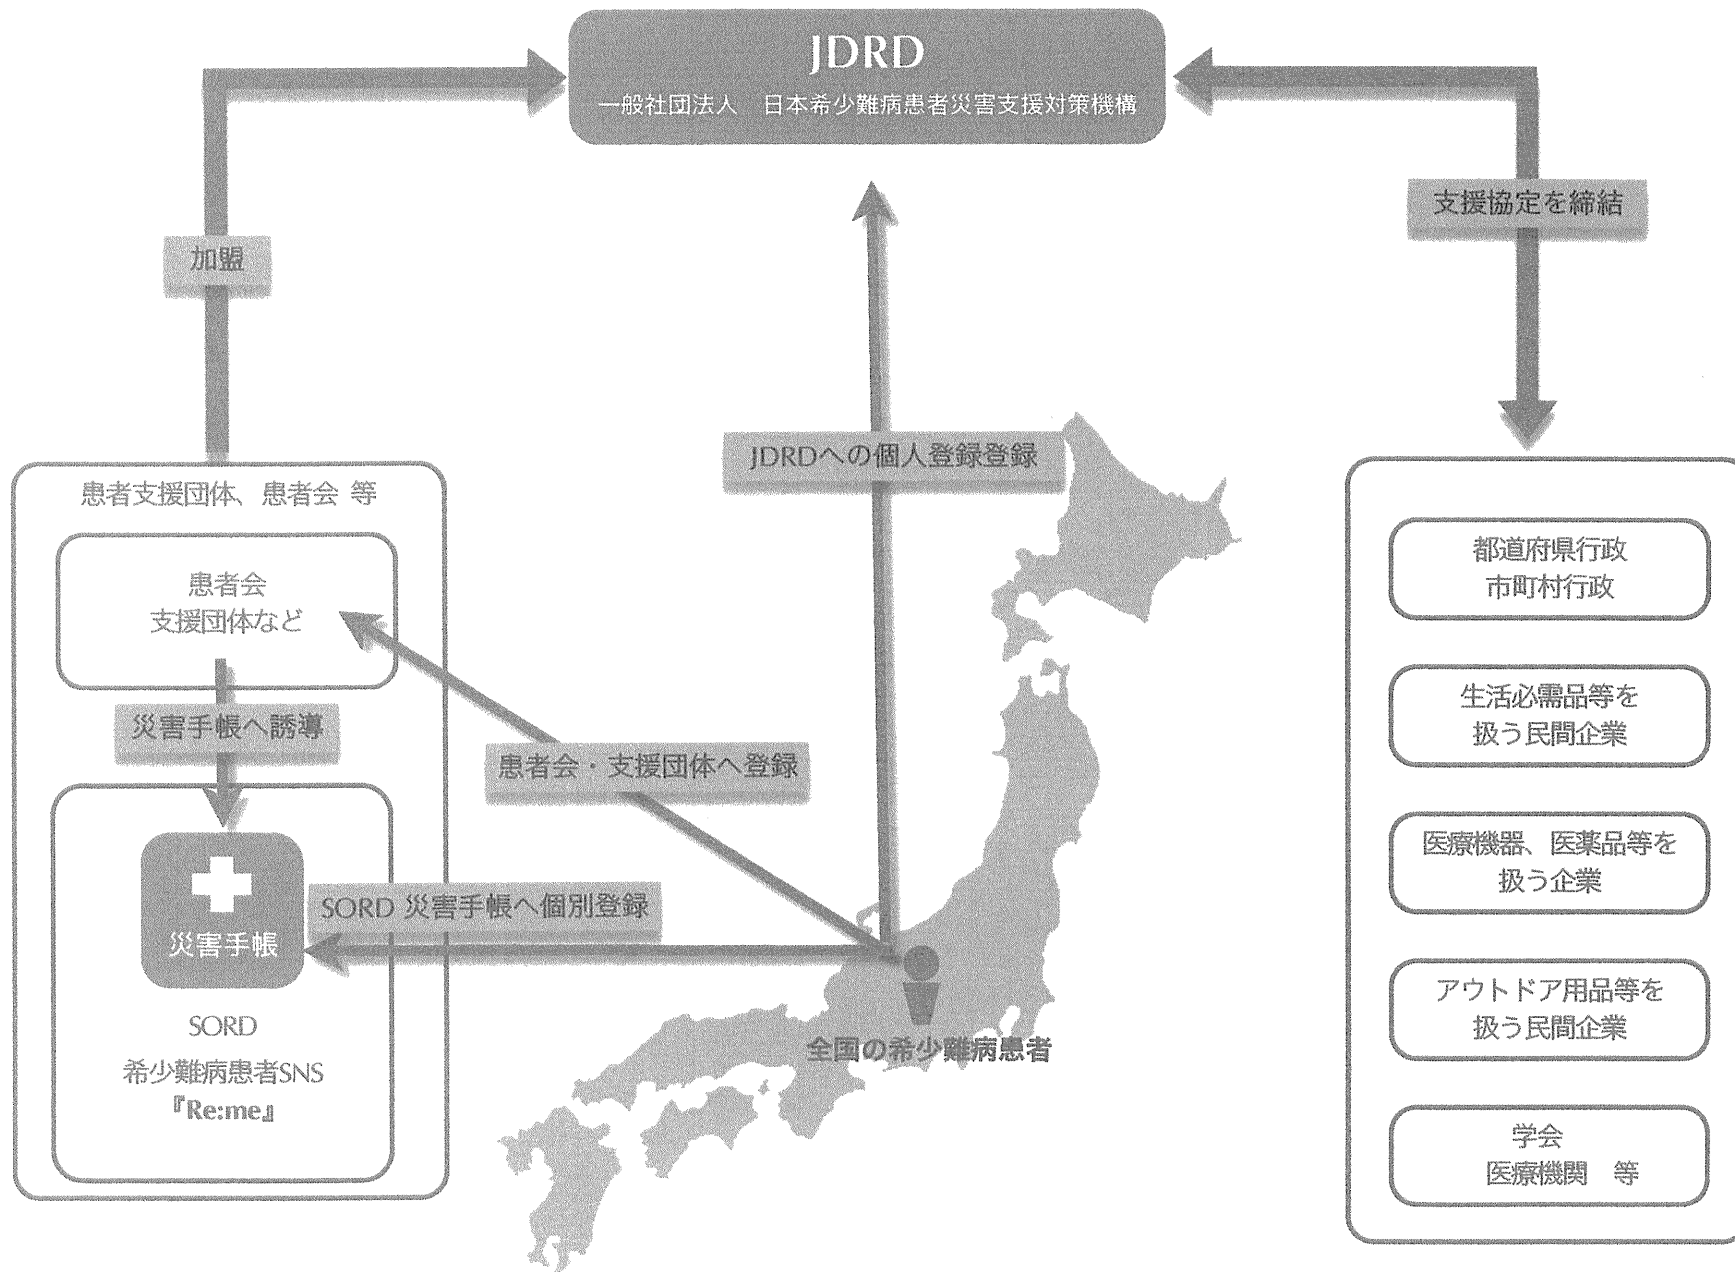 JDRD
一般社団法人　日本希少難病患者災害支援対策機構
加盟
支援協定を締結
JDRDへの個人登録登録
患者支援団体、患者会 等
患者会
支援団体など
災害手帳へ誘導
患者会・支援団体へ登録
SORD 災害手帳へ個別登録
災害手帳
SORD
希少難病患者SNS
『Re:me』
全国の希少難病患者
都道府県行政
市町村行政
生活必需品等を
扱う民間企業
医療機器、医薬品等を
扱う企業
アウトドア用品等を
扱う民間企業
学会
医療機関　等